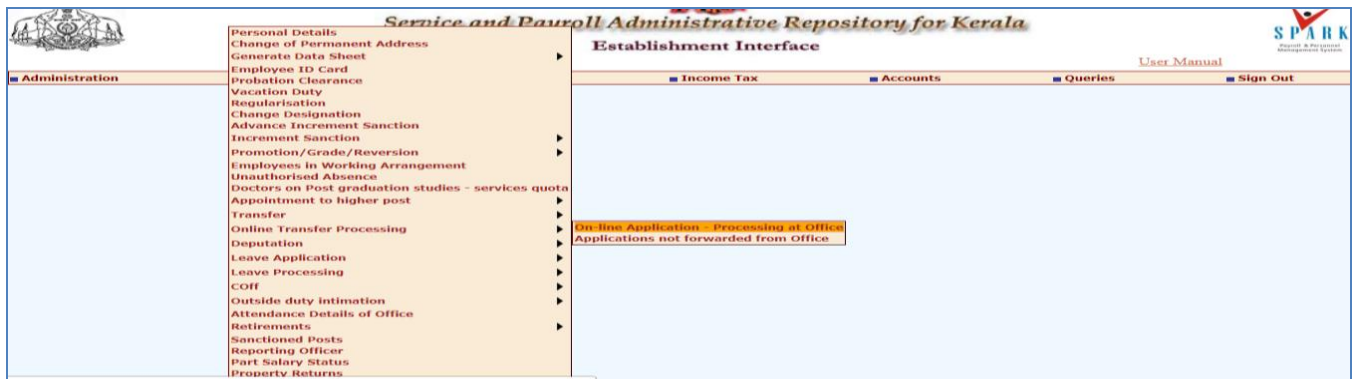 Service and Payroll Administrative Repository for Kerala
Establishment Interface
SPARK
Payroll & Personnel
Management System
User Manual
Administration
Income Tax
Accounts
Queries
Sign Out
Personal Details
Change of Permanent Address
Generate Data Sheet
Employee ID Card
Probation Clearance
Vacation Duty
Regularisation
Change Designation
Advance Increment Sanction
Increment Sanction
Promotion/Grade/Reversion
Employees in Working Arrangement
Unauthorised Absence
Doctors on Post graduation studies - services quota
Appointment to higher post
Transfer
Online Transfer Processing
On-line Application - Processing at Office
Applications not forwarded from Office
Deputation
Leave Application
Leave Processing
COff
Outside duty intimation
Attendance Details of Office
Retirements
Sanctioned Posts
Reporting Officer
Part Salary Status
Property Returns